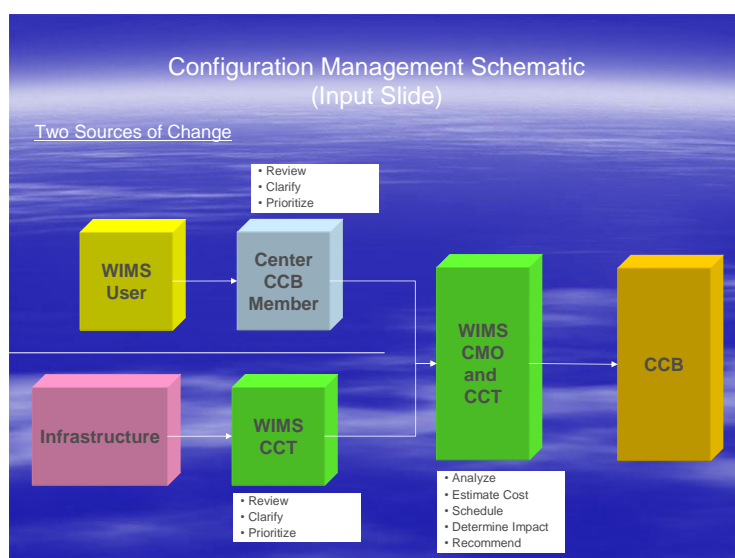 Configuration Management Schematic
(Input Slide)
Two Sources of Change
• Review
• Clarify
• Prioritize
WIMS
User
Center
CCB
Member
WIMS
CMO
and
CCT
CCB
Infrastructure
WIMS
CCT
• Review
• Clarify
• Prioritize
• Analyze
• Estimate Cost
• Schedule
• Determine Impact
• Recommend